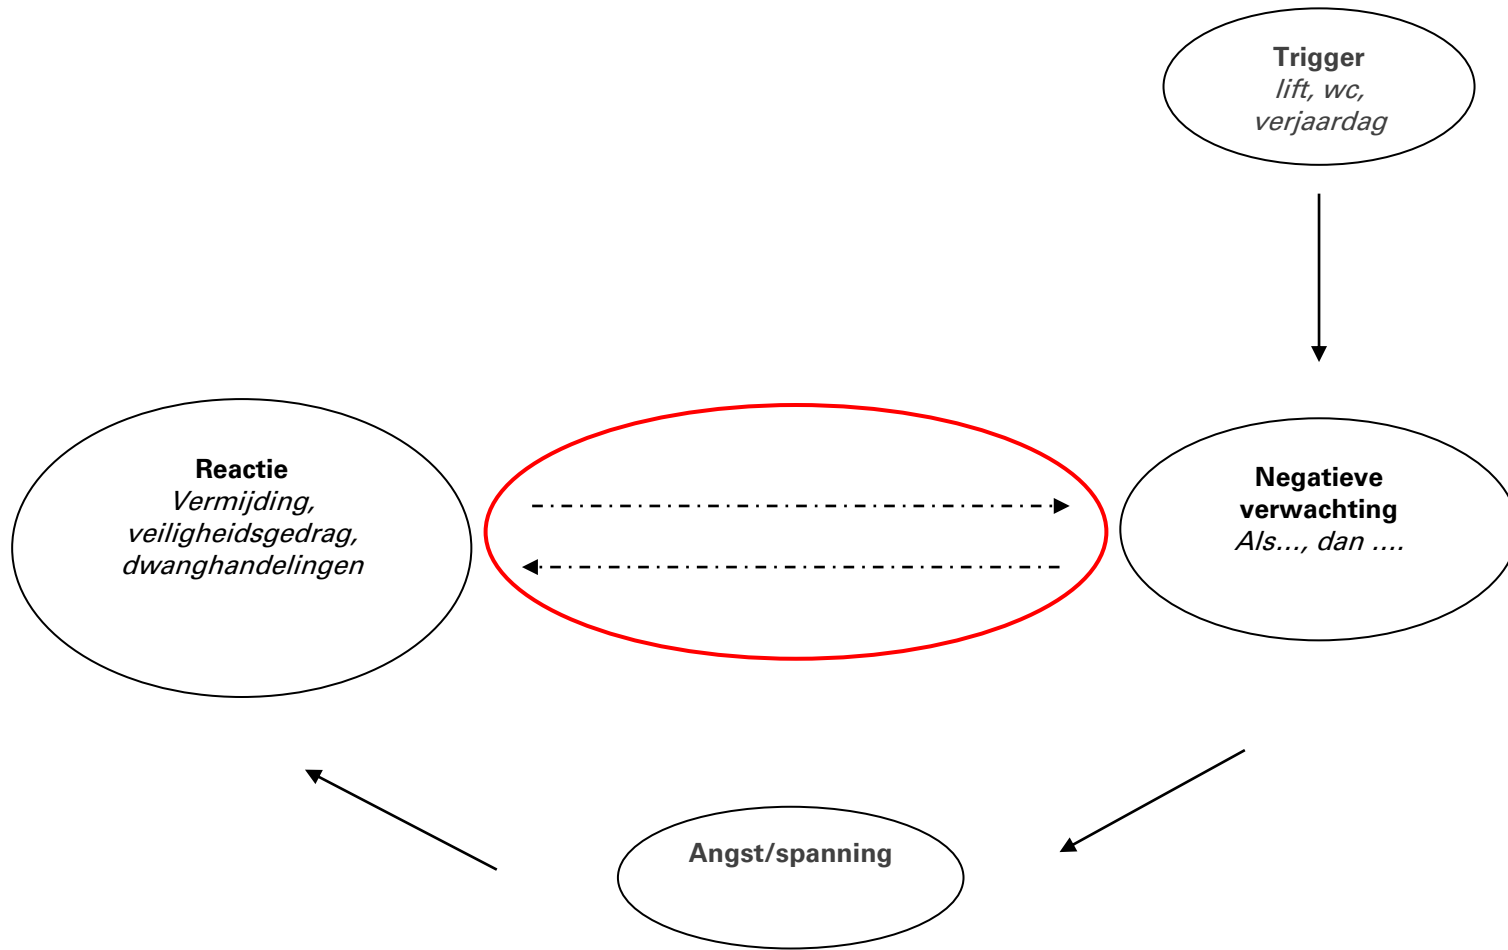 Trigger
lift, wc,
verjaardag
Reactie
Vermijding,
veiligheidsgedrag,
dwanghandelingen
Negatieve
verwachting
Als..., dan ....
Angst/spanning